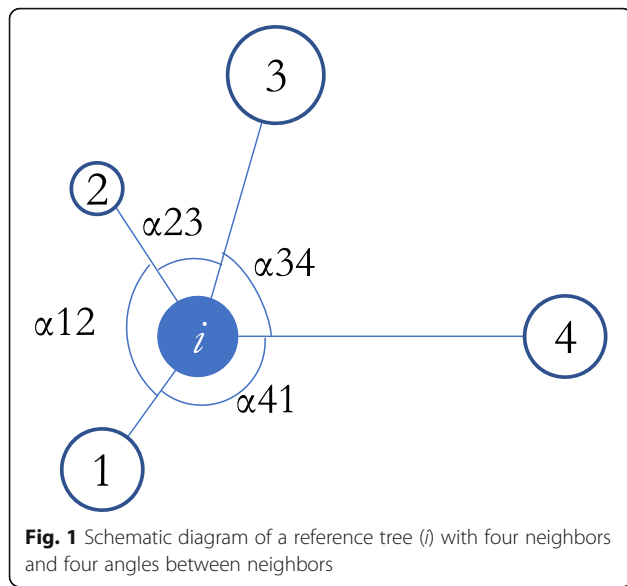 3
2
α23
α34
α12
i
4
α41
1
Fig. 1 Schematic diagram of a reference tree (i) with four neighbors
and four angles between neighbors